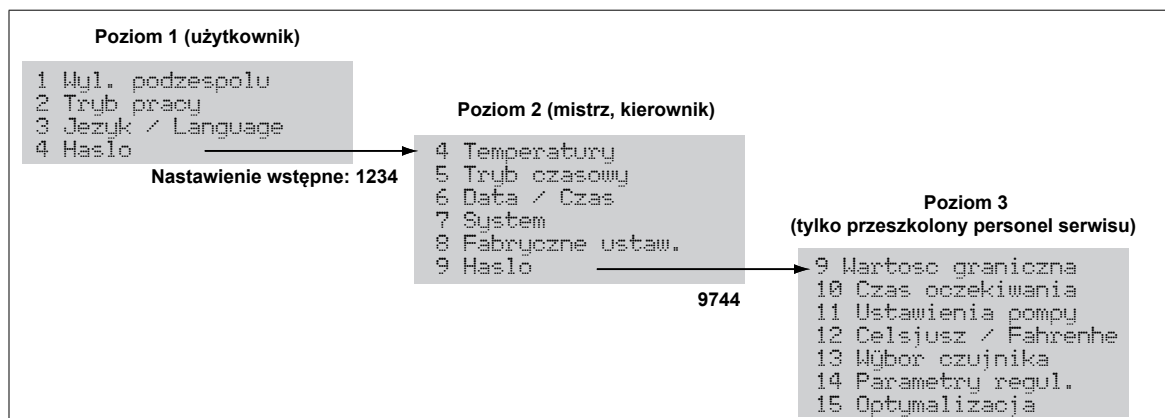 Poziom 1 (użytkownik)
1 Wyl. podzespolu
2 Tryb pracy
3 Jezyk / Language
4 Haslo
Nastawienie wstępne: 1234
Poziom 2 (mistrz, kierownik)
4 Temperatury
5 Tryb czasowy
6 Data / Czas
7 System
8 Fabryczne ustaw.
9 Haslo
9744
Poziom 3
(tylko przeszkolony personel serwisu)
9 Wartosc graniczna
10 Czas oczekiwania
11 Ustawienia pompy
12 Celsjusz / Fahrenhe
13 Wÿbor czujnika
14 Parametry regul.
15 Optymalizacja